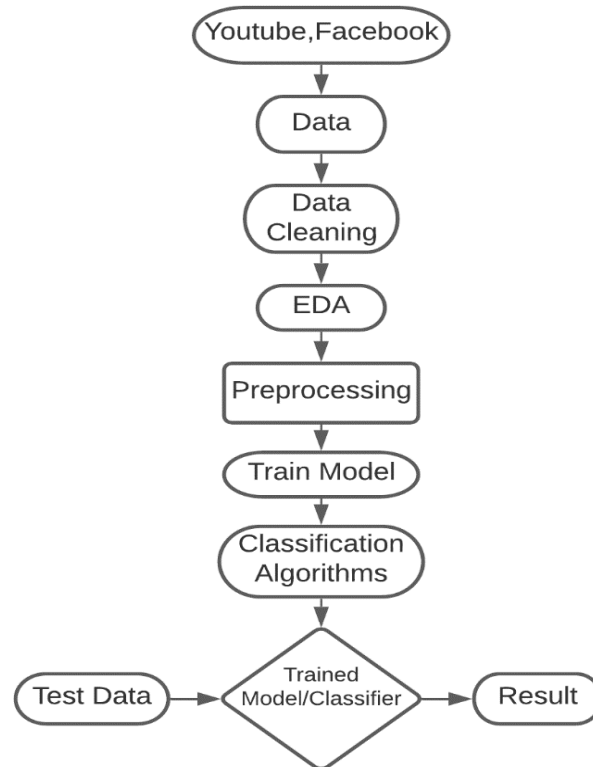 Youtube,Facebook
Data
Data
Cleaning
EDA
Preprocessing
Train Model
Classification
Algorithms
Trained
Model/Classifier
Test Data
Result